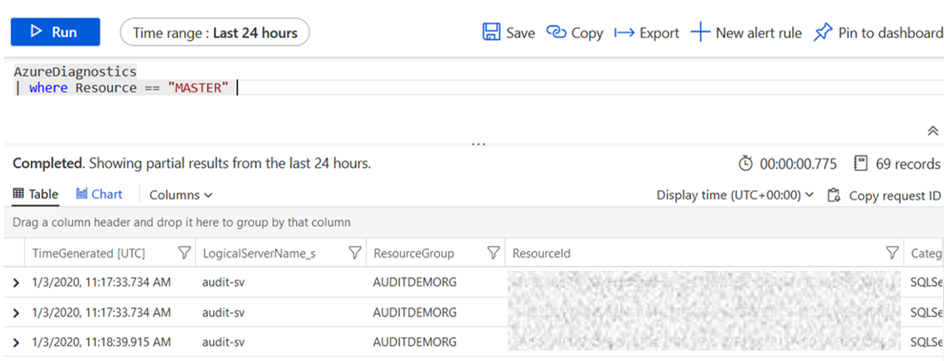 Run Time range : Last 24 hours Save Copy Export New alert rule Pin to dashboard
AzureDiagnostics
| where Resource == "MASTER"
...
Completed. Showing partial results from the last 24 hours. 00:00:00.775 69 records
Table Chart Columns Display time (UTC+00:00) Copy request ID
Drag a column header and drop it here to group by that column
TimeGenerated [UTC] LogicalServerName_s ResourceGroup ResourceId Categ
1/3/2020, 11:17:33.734 AM audit-sv AUDITDEMORG SQLSe
1/3/2020, 11:17:33.734 AM audit-sv AUDITDEMORG SQLSe
1/3/2020, 11:18:39.915 AM audit-sv AUDITDEMORG SQLSe